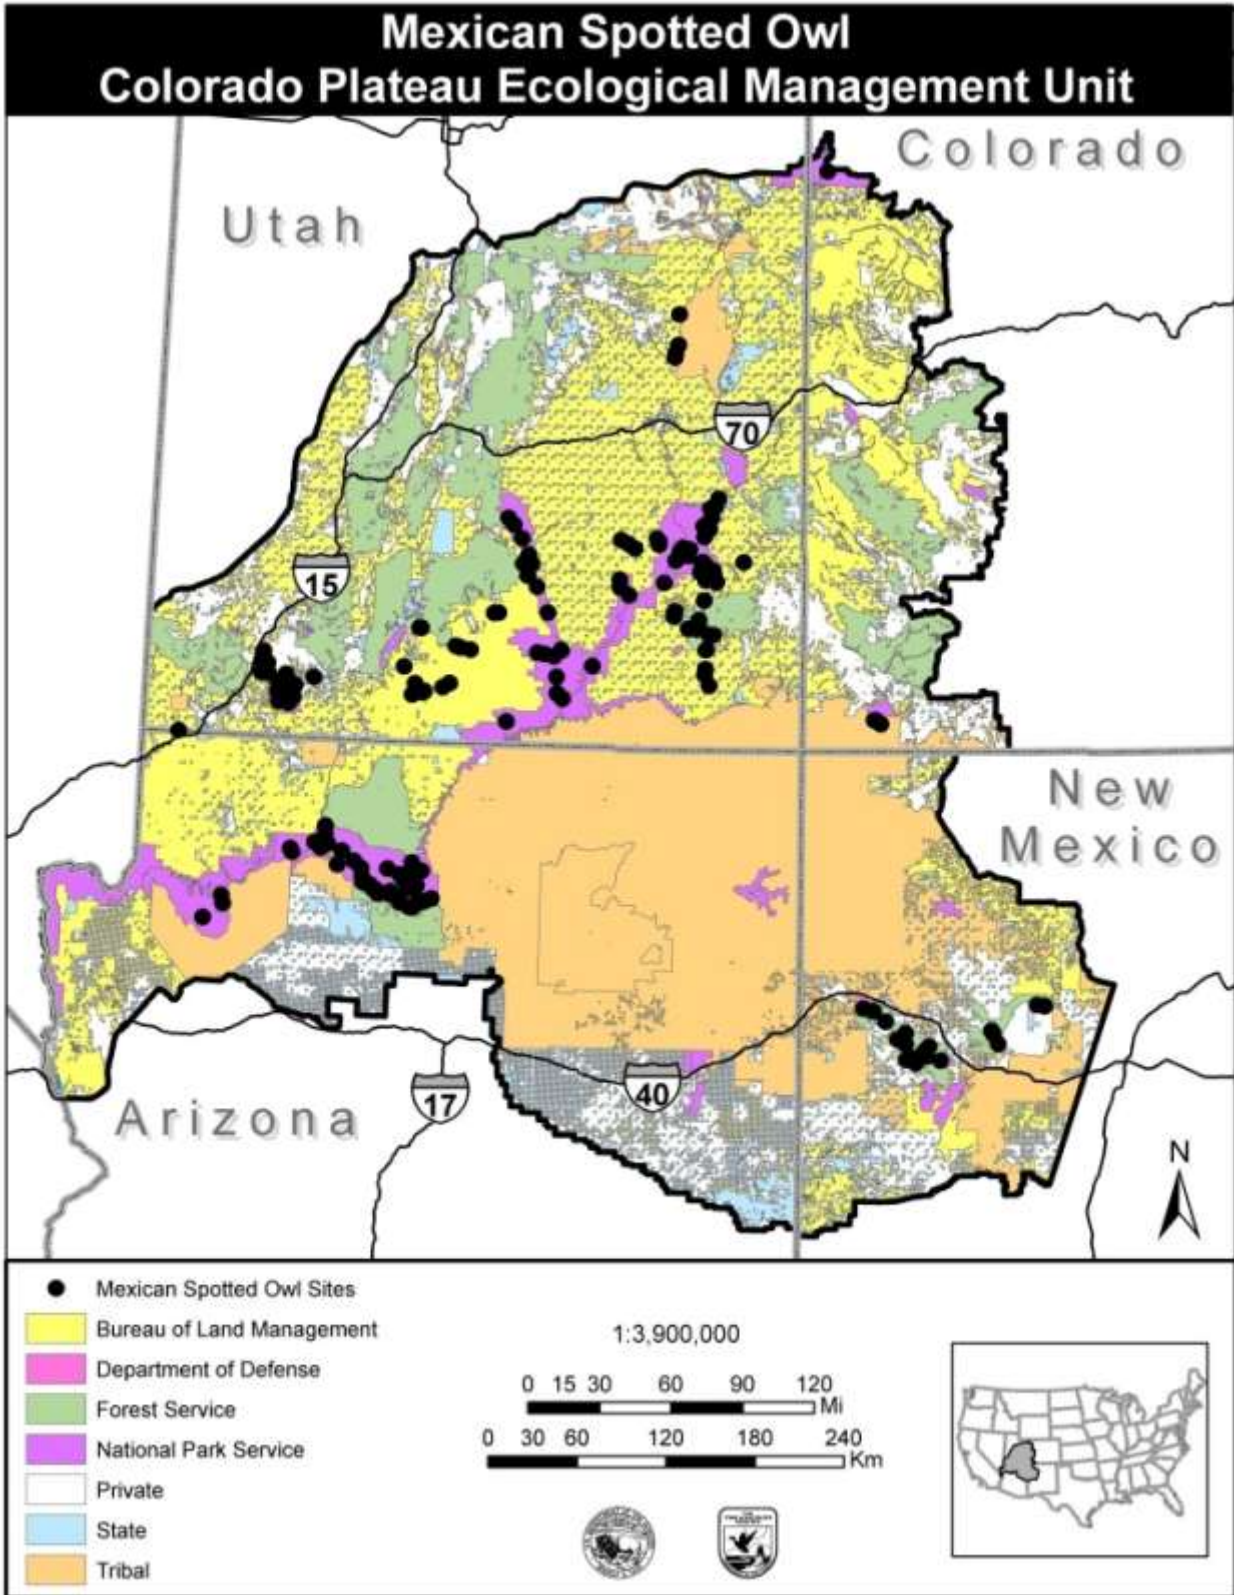 Mexican Spotted Owl
Colorado Plateau Ecological Management Unit
Colorado
Utah
70
15
New
Mexico
Arizona
17
40
N
Mexican Spotted Owl Sites
Bureau of Land Management
Department of Defense
Forest Service
National Park Service
Private
State
Tribal
1:3,900,000
0 15 30 60 90 120
Mi
0 30 60 120 180 240
Km